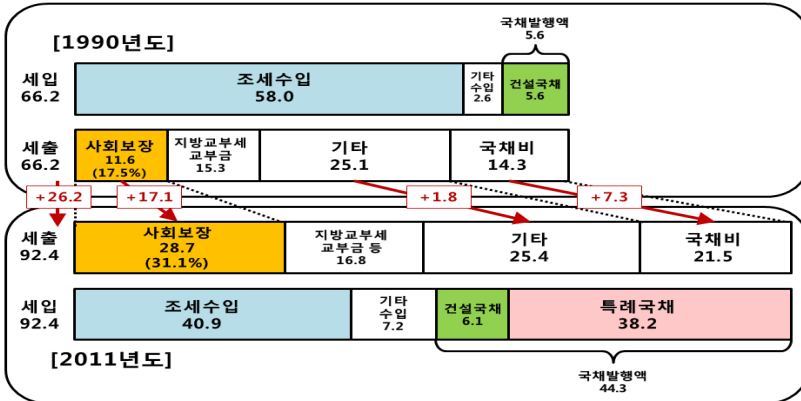 [1990년도]
국채발행액
5.6
세입
66.2
조세수입
58.0
기타
수입
2.6
건설국채
5.6
세출
66.2
사회보장
11.6
(17.5%)
지방교부세
교부금
15.3
기타
25.1
국채비
14.3
+26.2
+17.1
+1.8
+7.3
세출
92.4
사회보장
28.7
(31.1%)
지방교부세
교부금 등
16.8
기타
25.4
국채비
21.5
세입
92.4
조세수입
40.9
기타
수입
7.2
건설국채
6.1
특례국채
38.2
[2011년도]
국채발행액
44.3